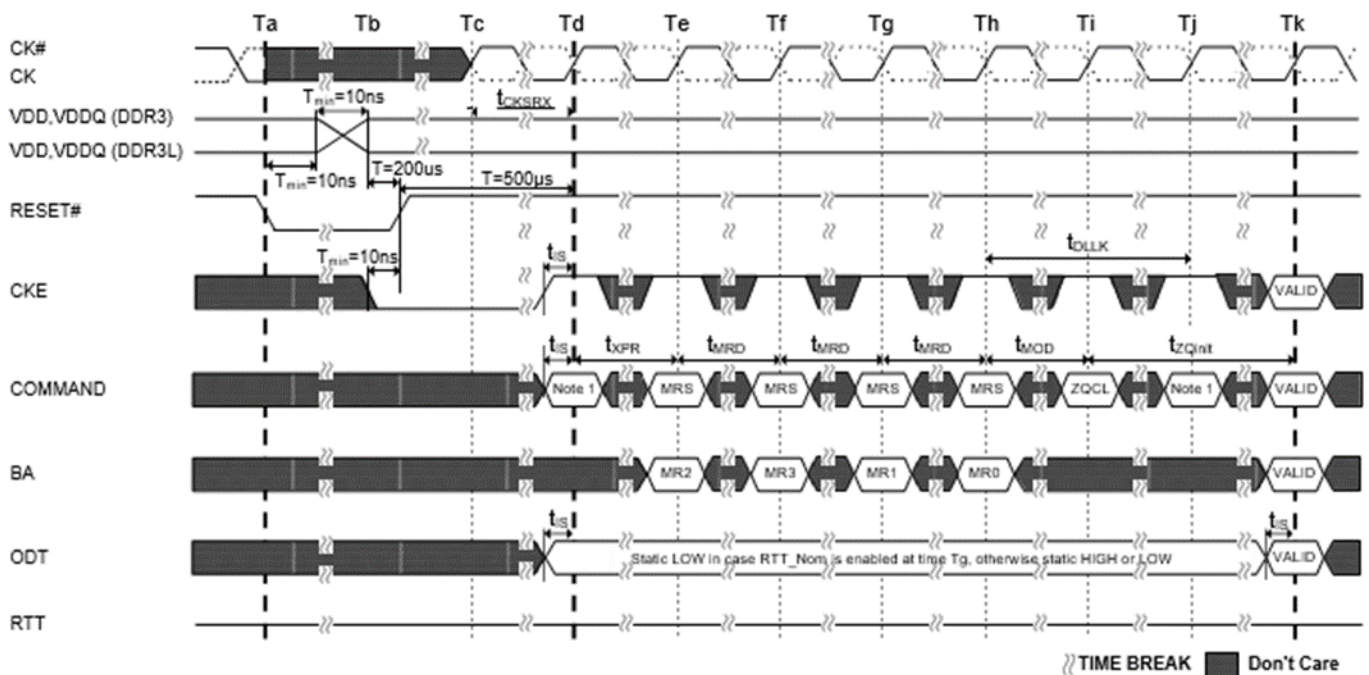 Ta Tb Tc Td Te Tf Tg Th Ti Tj Tk
CK#
CK
Tmin=10ns
tCKSRX
VDD,VDDQ (DDR3)
VDD,VDDQ (DDR3L)
Tmin=10ns
T=200us
T=500µs
RESET#
Tmin=10ns
tIS
tDLLK
CKE
VALID
tIS tXPR tMRD tMRD tMRD tMOD tZQinit
COMMAND Note 1 MRS MRS MRS MRS ZQCL Note 1 VALID
BA MR2 MR3 MR1 MR0 VALID
tIS tIS
ODT Static LOW in case RTT_Nom is enabled at time Tg, otherwise static HIGH or LOW VALID
RTT
TIME BREAK Don't Care